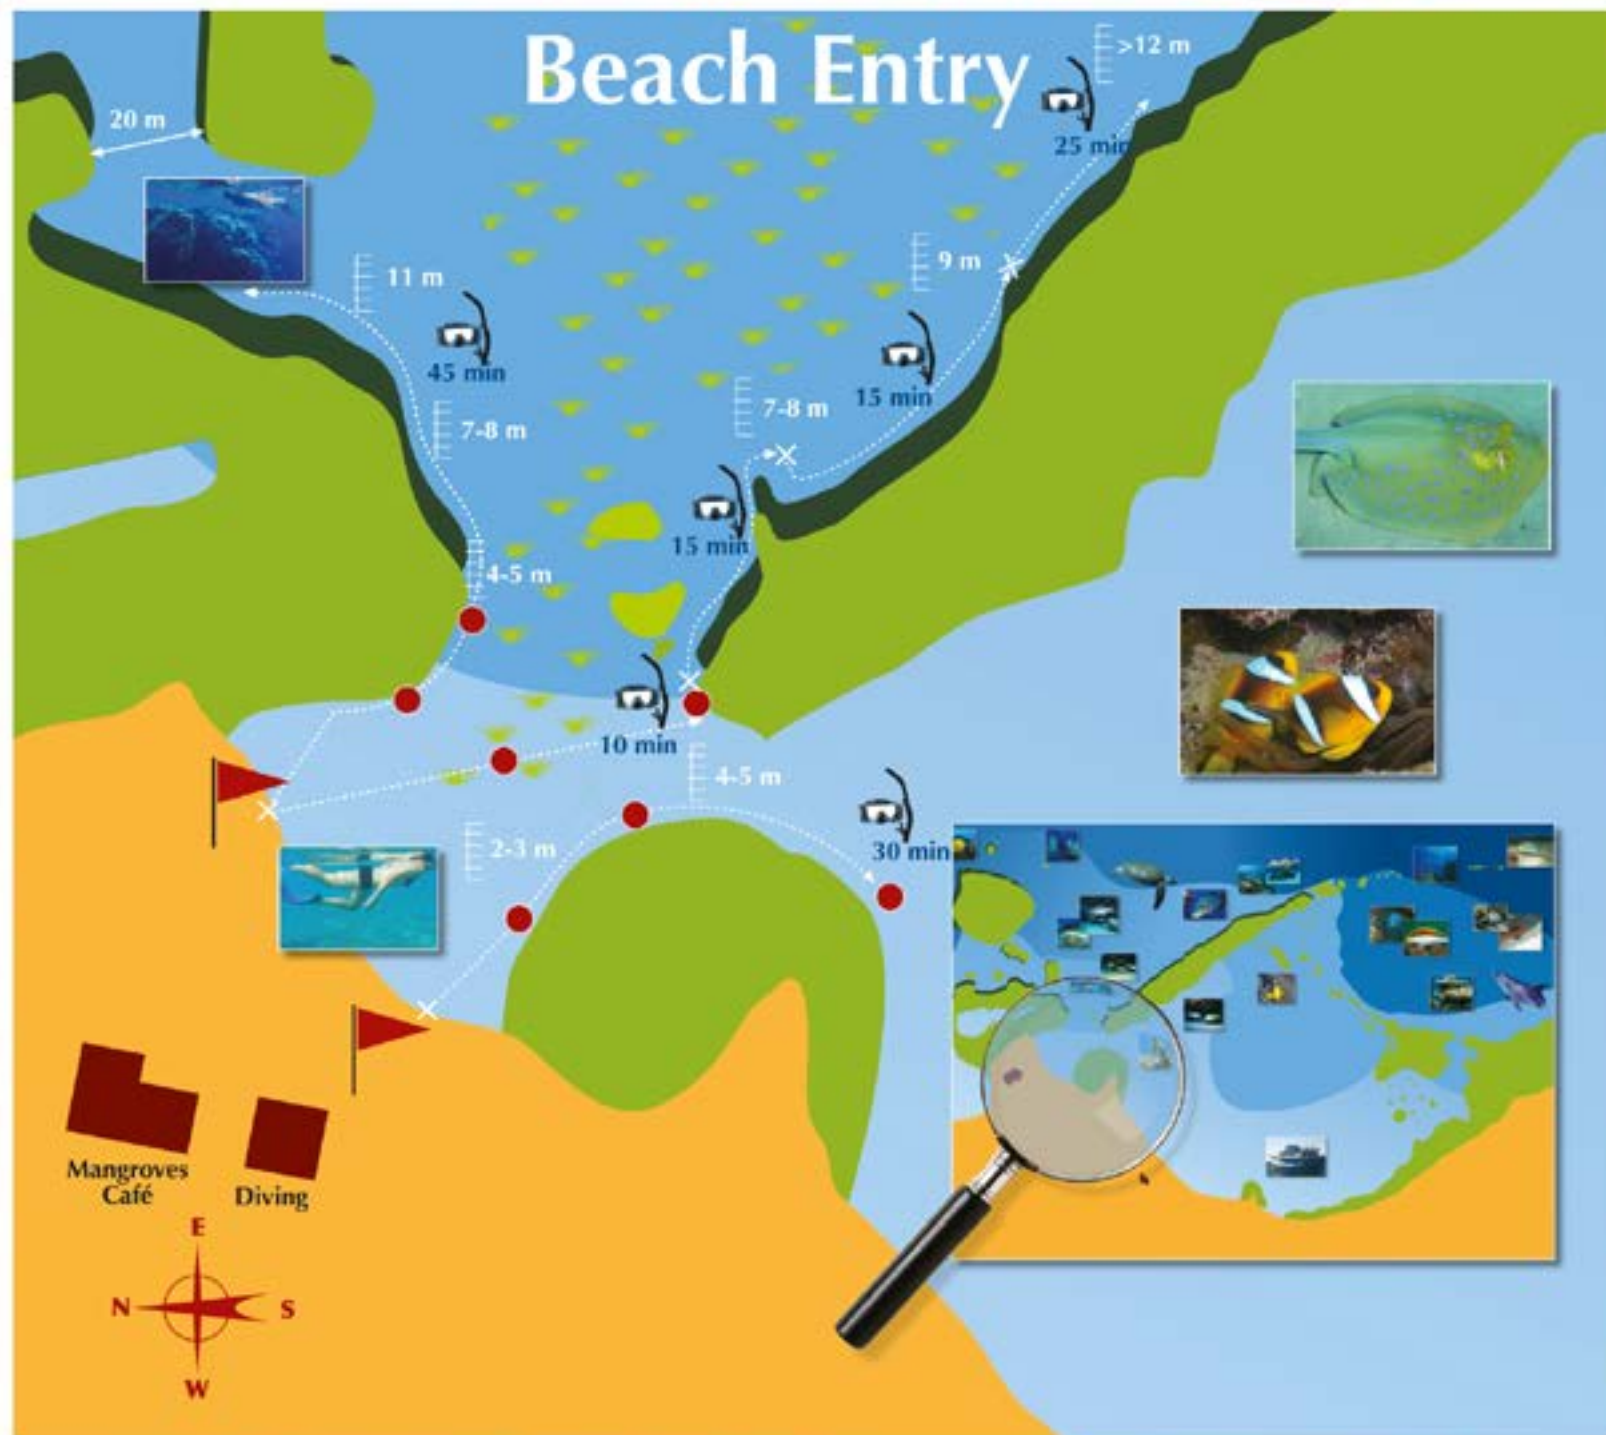 Beach Entry
>12 m
20 m
25 min
9 m
11 m
45 min
15 min
7-8 m
7-8 m
15 min
4-5 m
10 min
4-5 m
2-3 m
30 min
Mangroves
Café
Diving
E
N
S
W